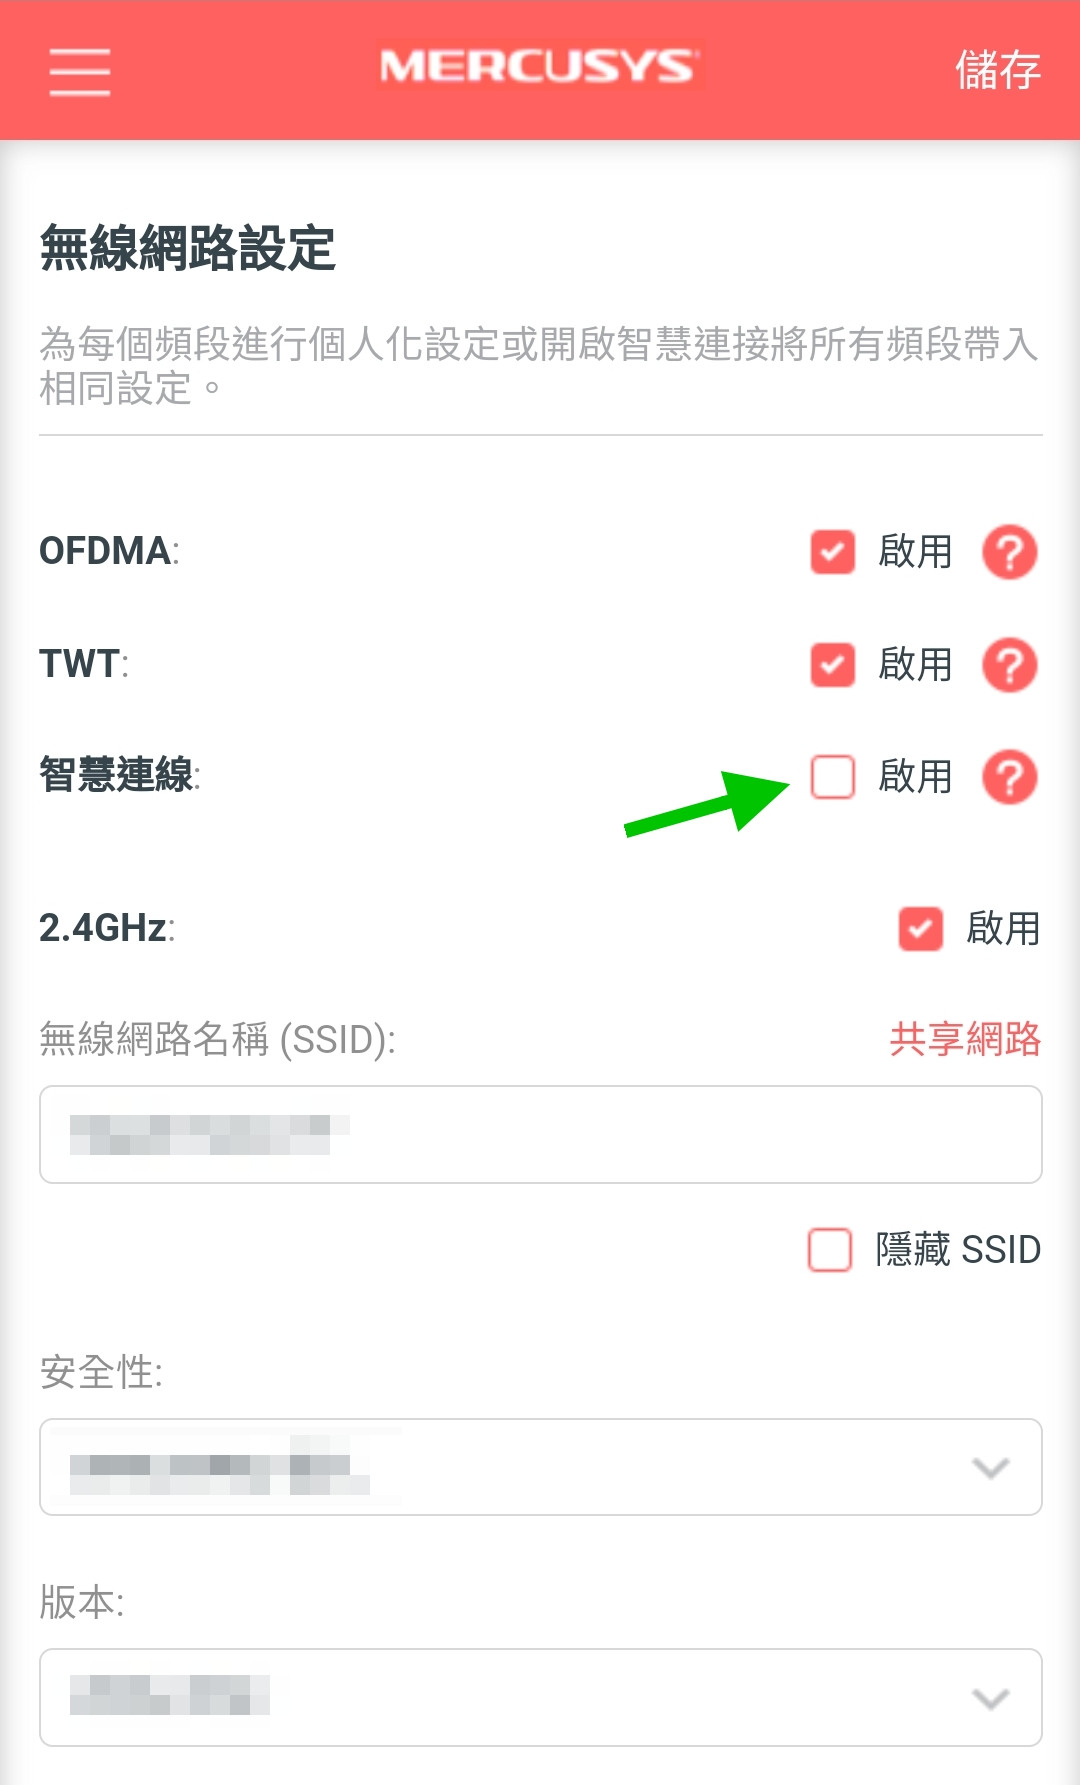 MERCUSYS
儲存
無線網路設定
為每個頻段進行個人化設定或開啟智慧連接將所有頻段帶入
相同設定。
OFDMA: 啟用 ?
TWT: 啟用 ?
智慧連線: 啟用 ?
2.4GHz: 啟用
無線網路名稱 (SSID): 共享網路
隱藏 SSID
安全性:
版本: